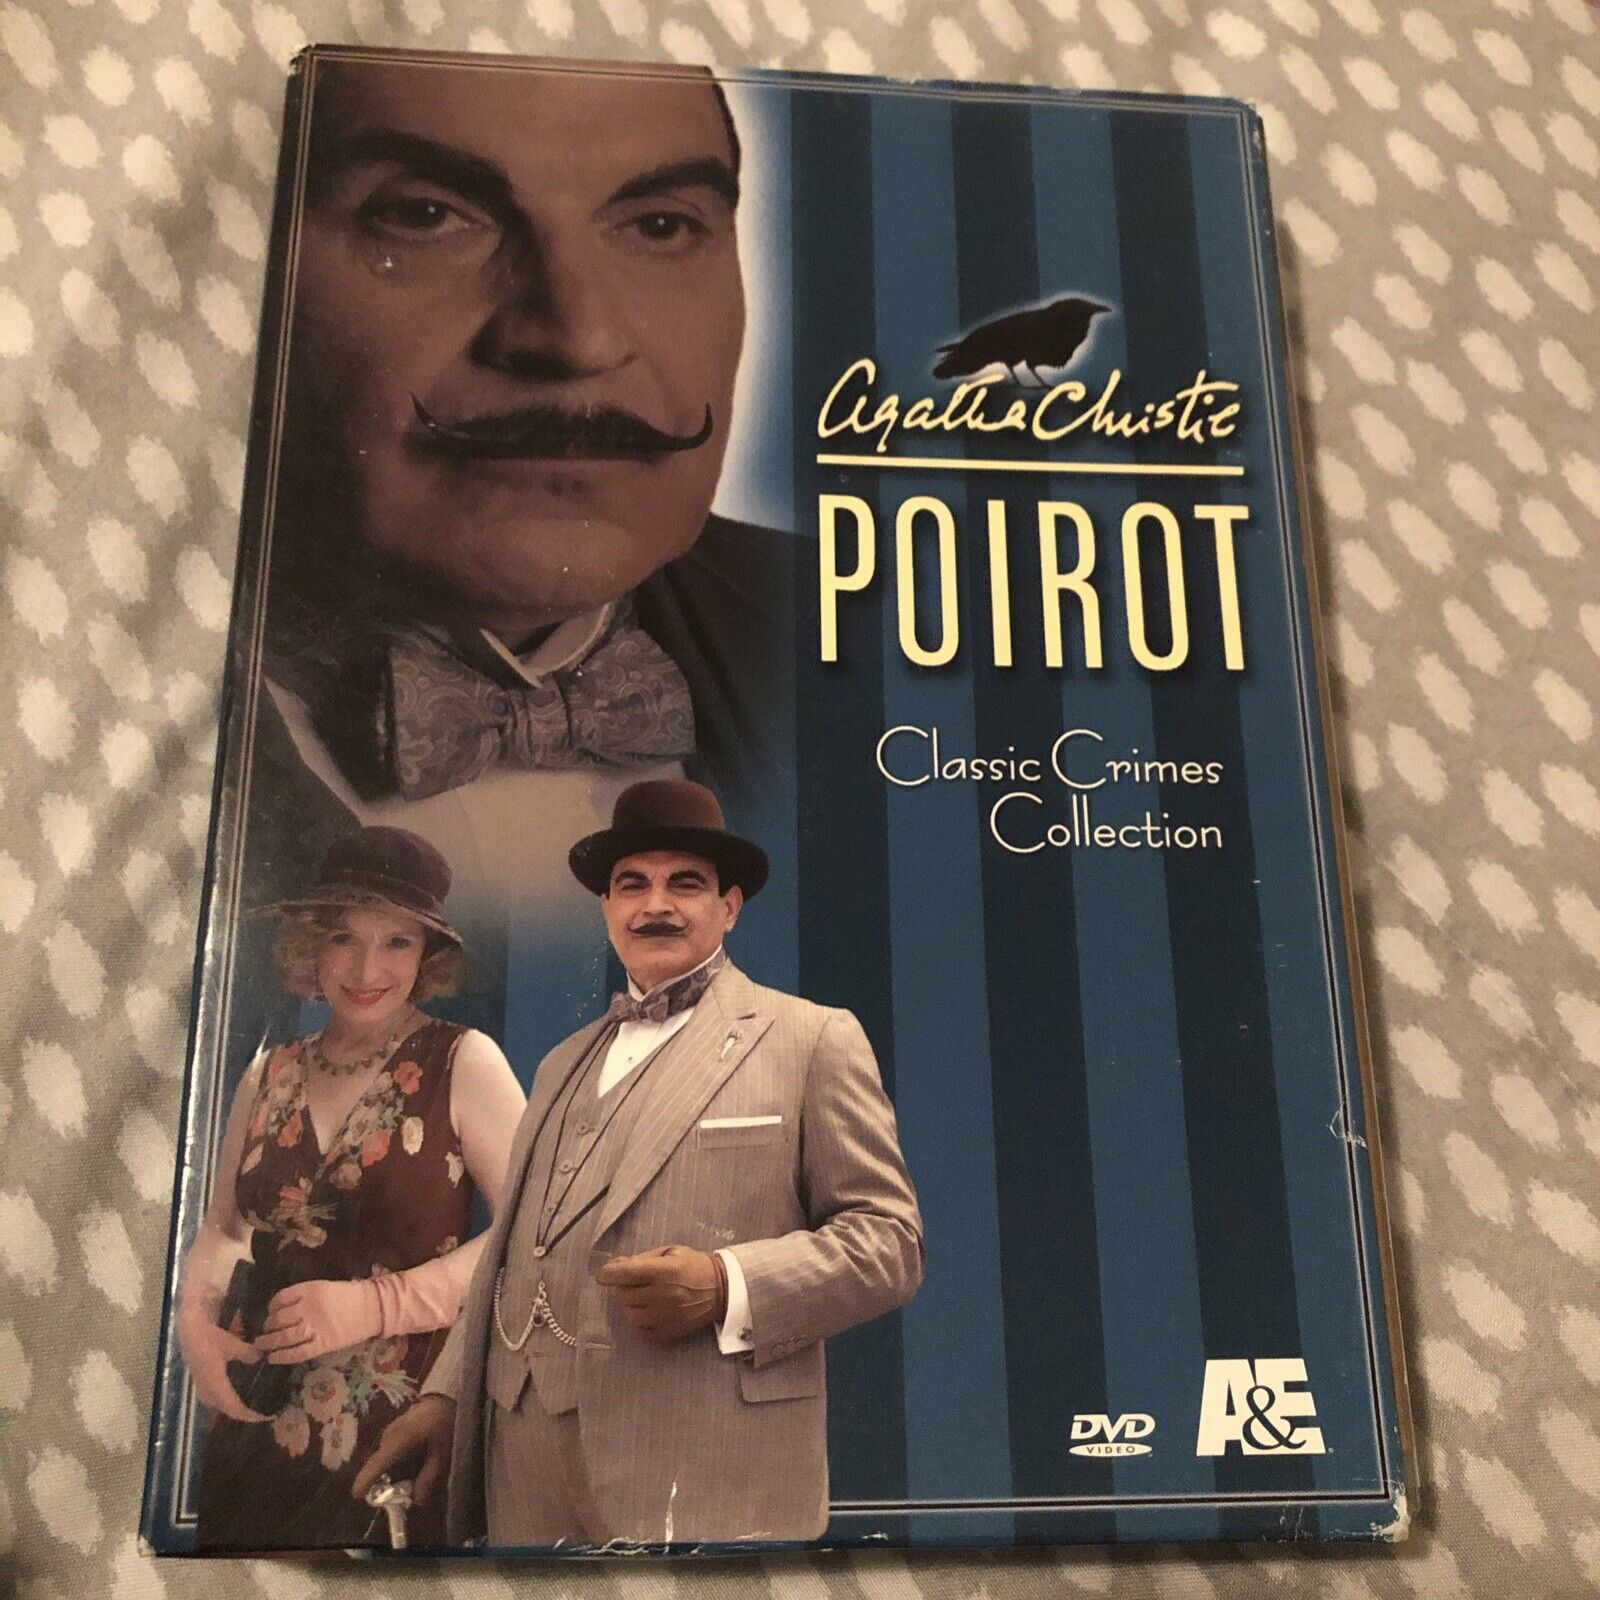 Agatha Christie
POIROT
Classic Crimes
Collection
DVD
VIDEO
A&E